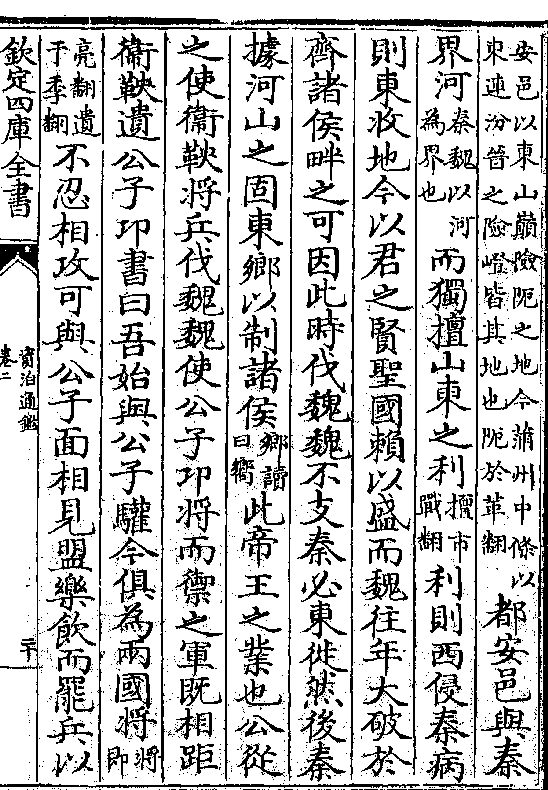 安邑以東山巔險阨之地今蒲州中條以
東連汾晉之險嶝皆其地也阨於革翻
都安邑與秦
界河
秦魏以河
為界也
而獨擅山東之利
擅市
戰翻
利則西侵秦病
則東收地今以君之賢聖國賴以盛而魏往年大破於
齊諸侯畔之可因此時伐魏魏不支秦必東徙然後秦
據河山之固東鄉以制諸侯
鄉讀
曰嚮
此帝王之業也公從
之使衞鞅將兵伐魏魏使公子卬將而禦之軍既相距
衞鞅遺公子卬書曰吾始與公子驩今俱為兩國將
將
即
亮翻遺
于季翻
不忍相攻可與公子面相見盟樂飲而罷兵以
欽定四庫全書
資治通鑑
卷二
二十